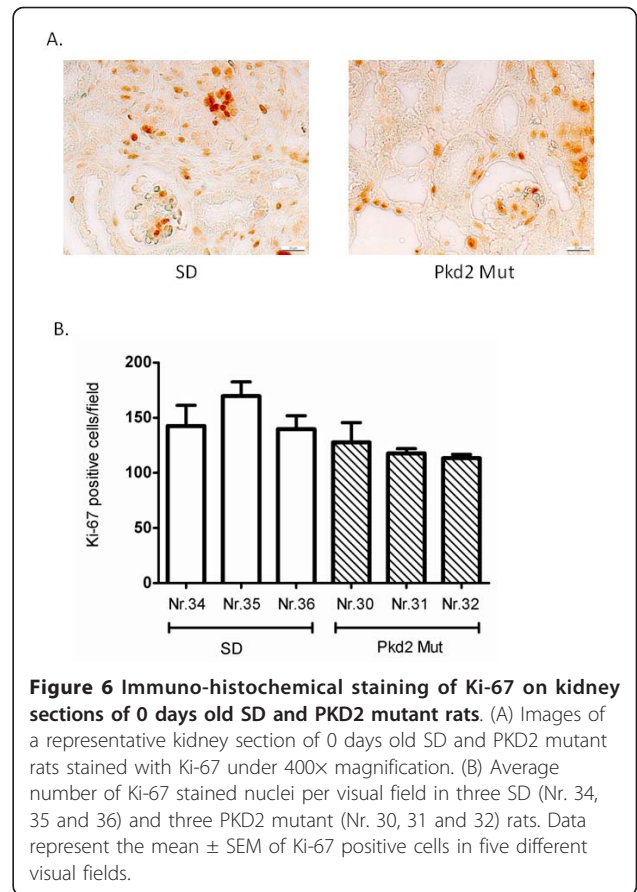 A.
SD
Pkd2 Mut
B.
Ki-67 positive cells/field
200
150
100
50
0
Nr.34 Nr.35 Nr.36 Nr.30 Nr.31 Nr.32
SD Pkd2 Mut
Figure 6 Immuno-histochemical staining of Ki-67 on kidney
sections of 0 days old SD and PKD2 mutant rats. (A) Images of
a representative kidney section of 0 days old SD and PKD2 mutant
rats stained with Ki-67 under 400× magnification. (B) Average
number of Ki-67 stained nuclei per visual field in three SD (Nr. 34,
35 and 36) and three PKD2 mutant (Nr. 30, 31 and 32) rats. Data
represent the mean ± SEM of Ki-67 positive cells in five different
visual fields.